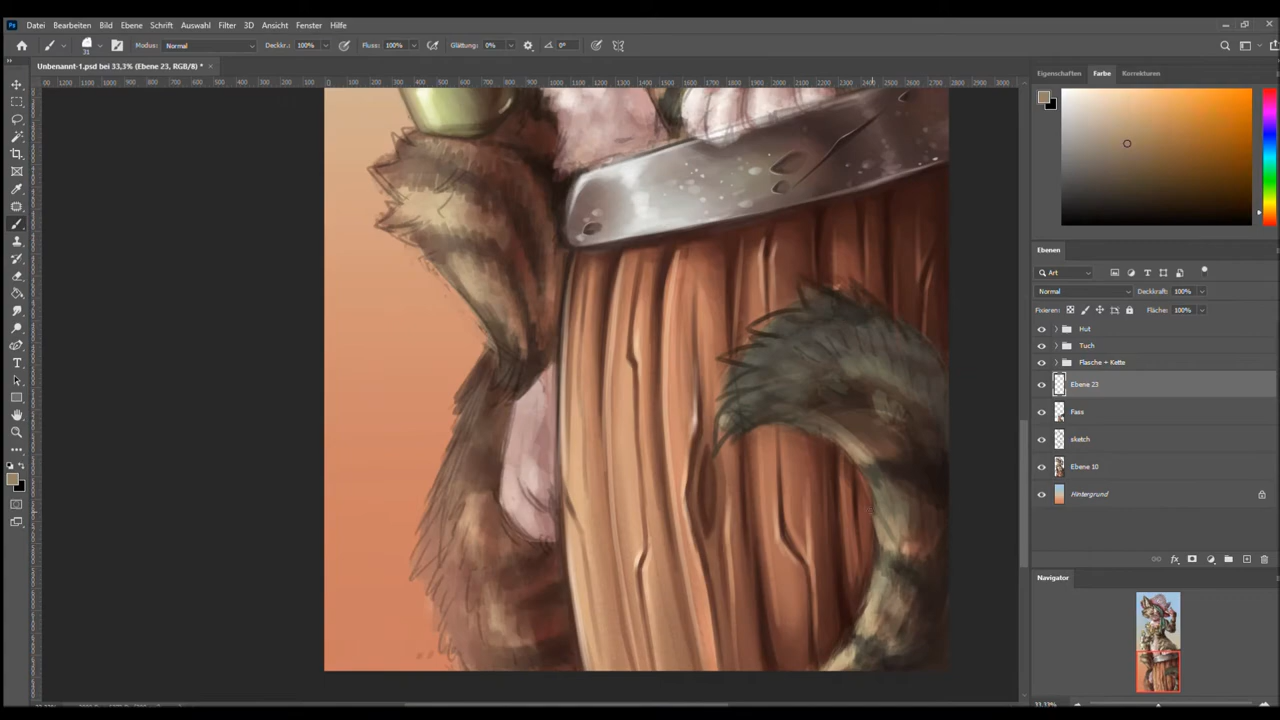 Datei Bearbeiten Bild Ebene Schrift Auswahl Filter 3D Ansicht Fenster Hilfe
31 Modus: Normal Deckkr.: 100% Fluss: 100% Glättung: 0% 0°
Unbenannt-1.psd bei 33,3% (Ebene 23, RGB/8) *
Eigenschaften Farbe Korrekturen
Ebenen
Art
Normal Deckkraft: 100%
Fixieren: Fläche: 100%
Hut
Tuch
Flasche + Kette
Ebene 23
Fass
sketch
Ebene 10
Hintergrund
Navigator